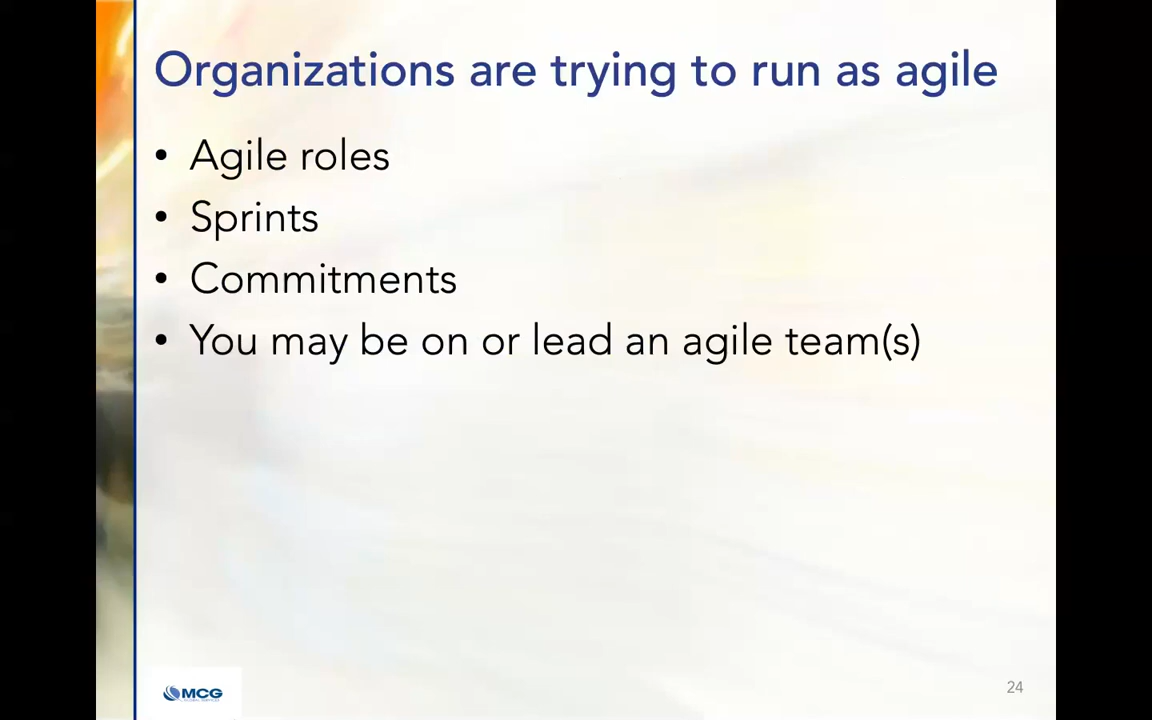 Organizations are trying to run as agile
• Agile roles
• Sprints
• Commitments
• You may be on or lead an agile team(s)
MCG
24